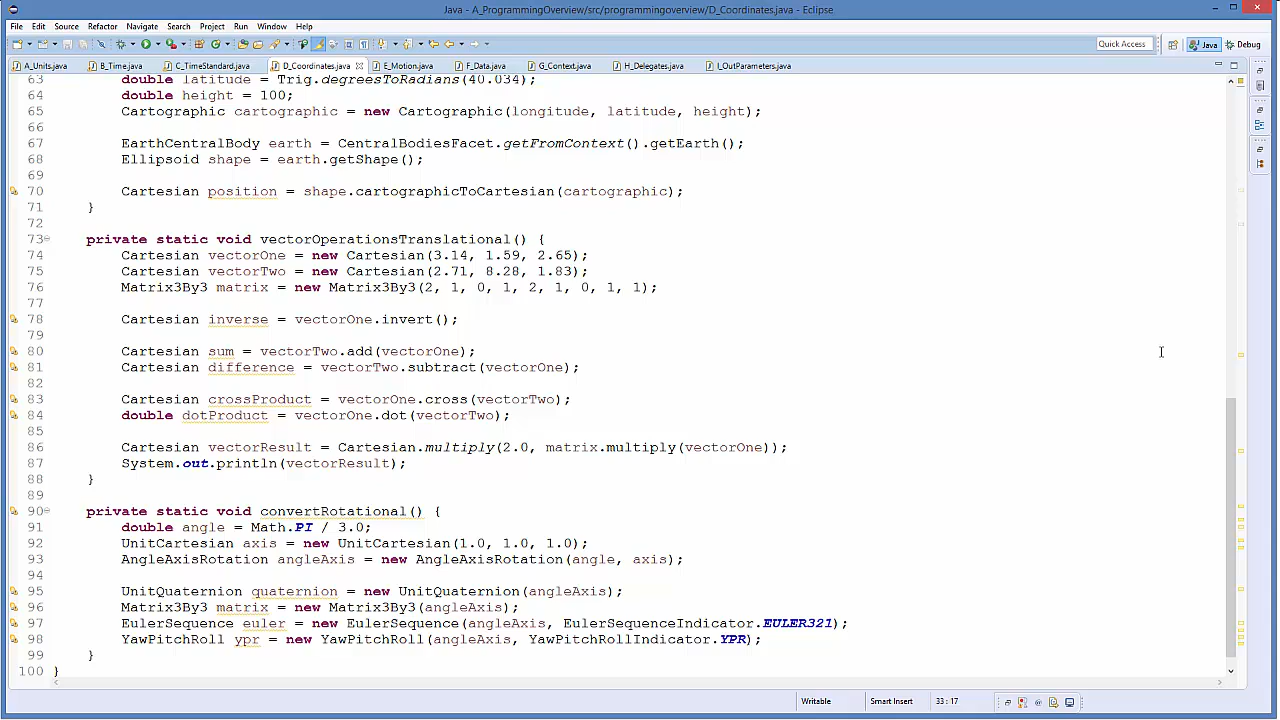 Java - A_ProgrammingOverview/src/programmingoverview/D_Coordinates.java - Eclipse
File Edit Source Refactor Navigate Search Project Run Window Help
Quick Access Java Debug
A_Units.java B_Time.java C_TimeStandard.java D_Coordinates.java E_Motion.java F_Data.java G_Context.java H_Delegates.java I_OutParameters.java
63 double latitude = Trig.degreesToRadians(40.034);
64 double height = 100;
65 Cartographic cartographic = new Cartographic(longitude, latitude, height);
66
67 EarthCentralBody earth = CentralBodiesFacet.getFromContext().getEarth();
68 Ellipsoid shape = earth.getShape();
69
70 Cartesian position = shape.cartographicToCartesian(cartographic);
71 }
72
73 private static void vectorOperationsTranslational() {
74 Cartesian vectorOne = new Cartesian(3.14, 1.59, 2.65);
75 Cartesian vectorTwo = new Cartesian(2.71, 8.28, 1.83);
76 Matrix3By3 matrix = new Matrix3By3(2, 1, 0, 1, 2, 1, 0, 1, 1);
77
78 Cartesian inverse = vectorOne.invert();
79
80 Cartesian sum = vectorTwo.add(vectorOne);
81 Cartesian difference = vectorTwo.subtract(vectorOne);
82
83 Cartesian crossProduct = vectorOne.cross(vectorTwo);
84 double dotProduct = vectorOne.dot(vectorTwo);
85
86 Cartesian vectorResult = Cartesian.multiply(2.0, matrix.multiply(vectorOne));
87 System.out.println(vectorResult);
88 }
89
90 private static void convertRotational() {
91 double angle = Math.PI / 3.0;
92 UnitCartesian axis = new UnitCartesian(1.0, 1.0, 1.0);
93 AngleAxisRotation angleAxis = new AngleAxisRotation(angle, axis);
94
95 UnitQuaternion quaternion = new UnitQuaternion(angleAxis);
96 Matrix3By3 matrix = new Matrix3By3(angleAxis);
97 EulerSequence euler = new EulerSequence(angleAxis, EulerSequenceIndicator.EULER321);
98 YawPitchRoll ypr = new YawPitchRoll(angleAxis, YawPitchRollIndicator.YPR);
99 }
100 }
Writable Smart Insert 33 : 17